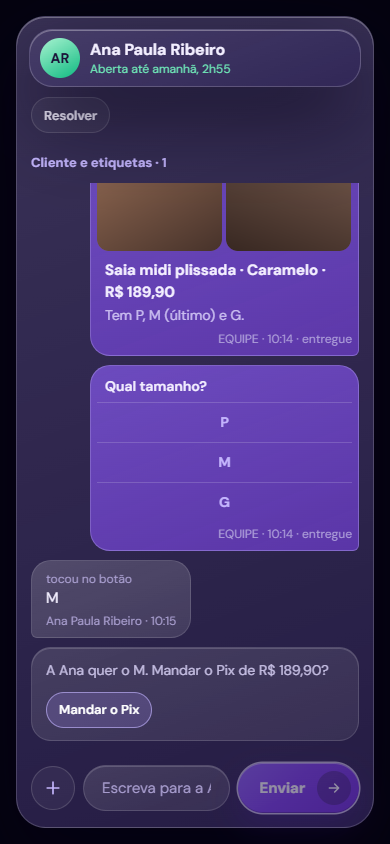 AR
Ana Paula Ribeiro
Aberta até amanhã, 2h55
Resolver
Cliente e etiquetas · 1
Saia midi plissada · Caramelo ·
R$ 189,90
Tem P, M (último) e G.
EQUIPE · 10:14 · entregue
Qual tamanho?
P
M
G
EQUIPE · 10:14 · entregue
tocou no botão
M
Ana Paula Ribeiro · 10:15
A Ana quer o M. Mandar o Pix de R$ 189,90?
Mandar o Pix
Escreva para a
Enviar